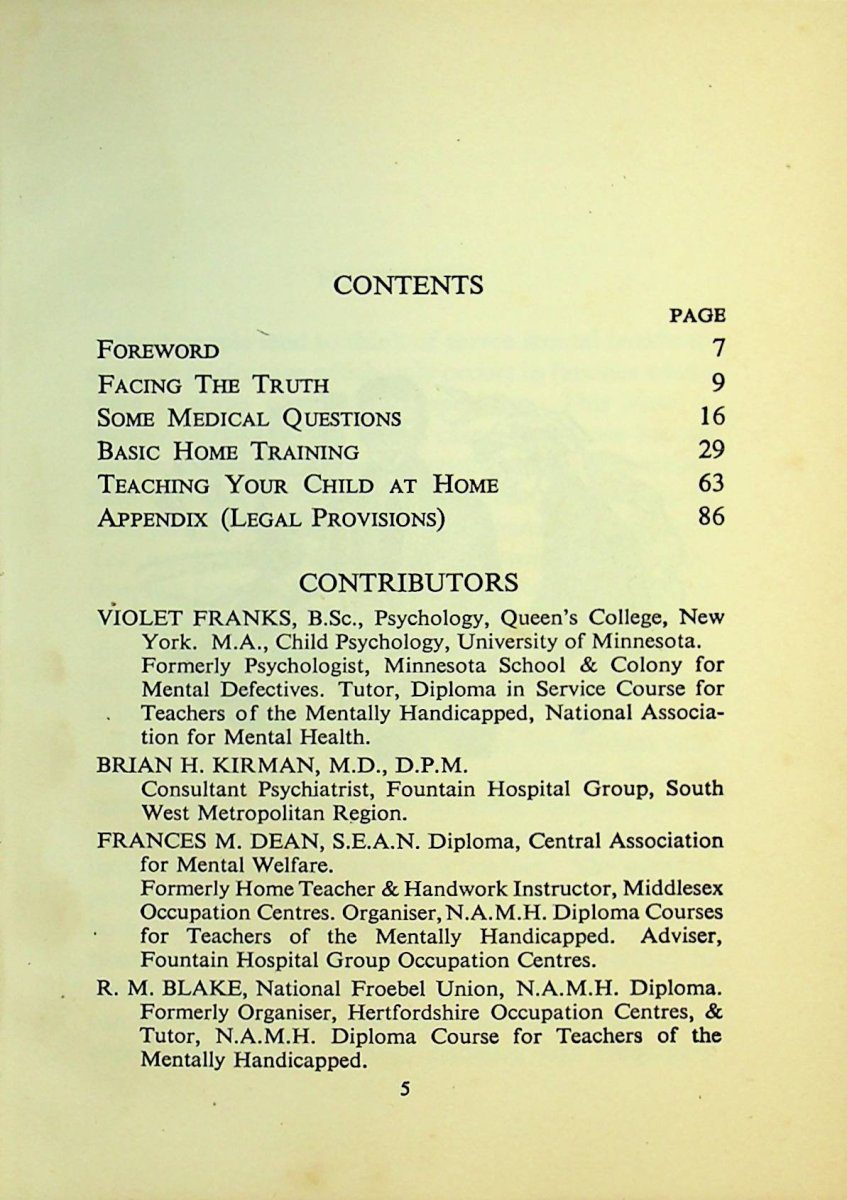 CONTENTS
PAGE
FOREWORD 7
FACING THE TRUTH 9
SOME MEDICAL QUESTIONS 16
BASIC HOME TRAINING 29
TEACHING YOUR CHILD AT HOME 63
APPENDIX (LEGAL PROVISIONS) 86
CONTRIBUTORS
VIOLET FRANKS, B.Sc., Psychology, Queen's College, New
York. M.A., Child Psychology, University of Minnesota.
Formerly Psychologist, Minnesota School & Colony for
Mental Defectives. Tutor, Diploma in Service Course for
Teachers of the Mentally Handicapped, National Associa-
tion for Mental Health.
BRIAN H. KIRMAN, M.D., D.P.M.
Consultant Psychiatrist, Fountain Hospital Group, South
West Metropolitan Region.
FRANCES M. DEAN, S.E.A.N. Diploma, Central Association
for Mental Welfare.
Formerly Home Teacher & Handwork Instructor, Middlesex
Occupation Centres. Organiser, N.A.M.H. Diploma Courses
for Teachers of the Mentally Handicapped. Adviser,
Fountain Hospital Group Occupation Centres.
R. M. BLAKE, National Froebel Union, N.A.M.H. Diploma.
Formerly Organiser, Hertfordshire Occupation Centres, &
Tutor, N.A.M.H. Diploma Course for Teachers of the
Mentally Handicapped.
5